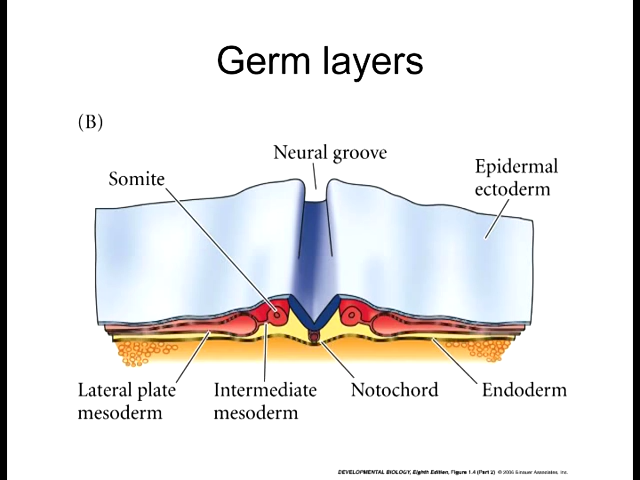 Germ layers
(B)
Neural groove
Somite
Epidermal
ectoderm
Lateral plate
mesoderm
Intermediate
mesoderm
Notochord
Endoderm
DEVELOPMENTAL BIOLOGY, Eighth Edition, Figure 1.4 (Part 2) © 2006 Sinauer Associates, Inc.